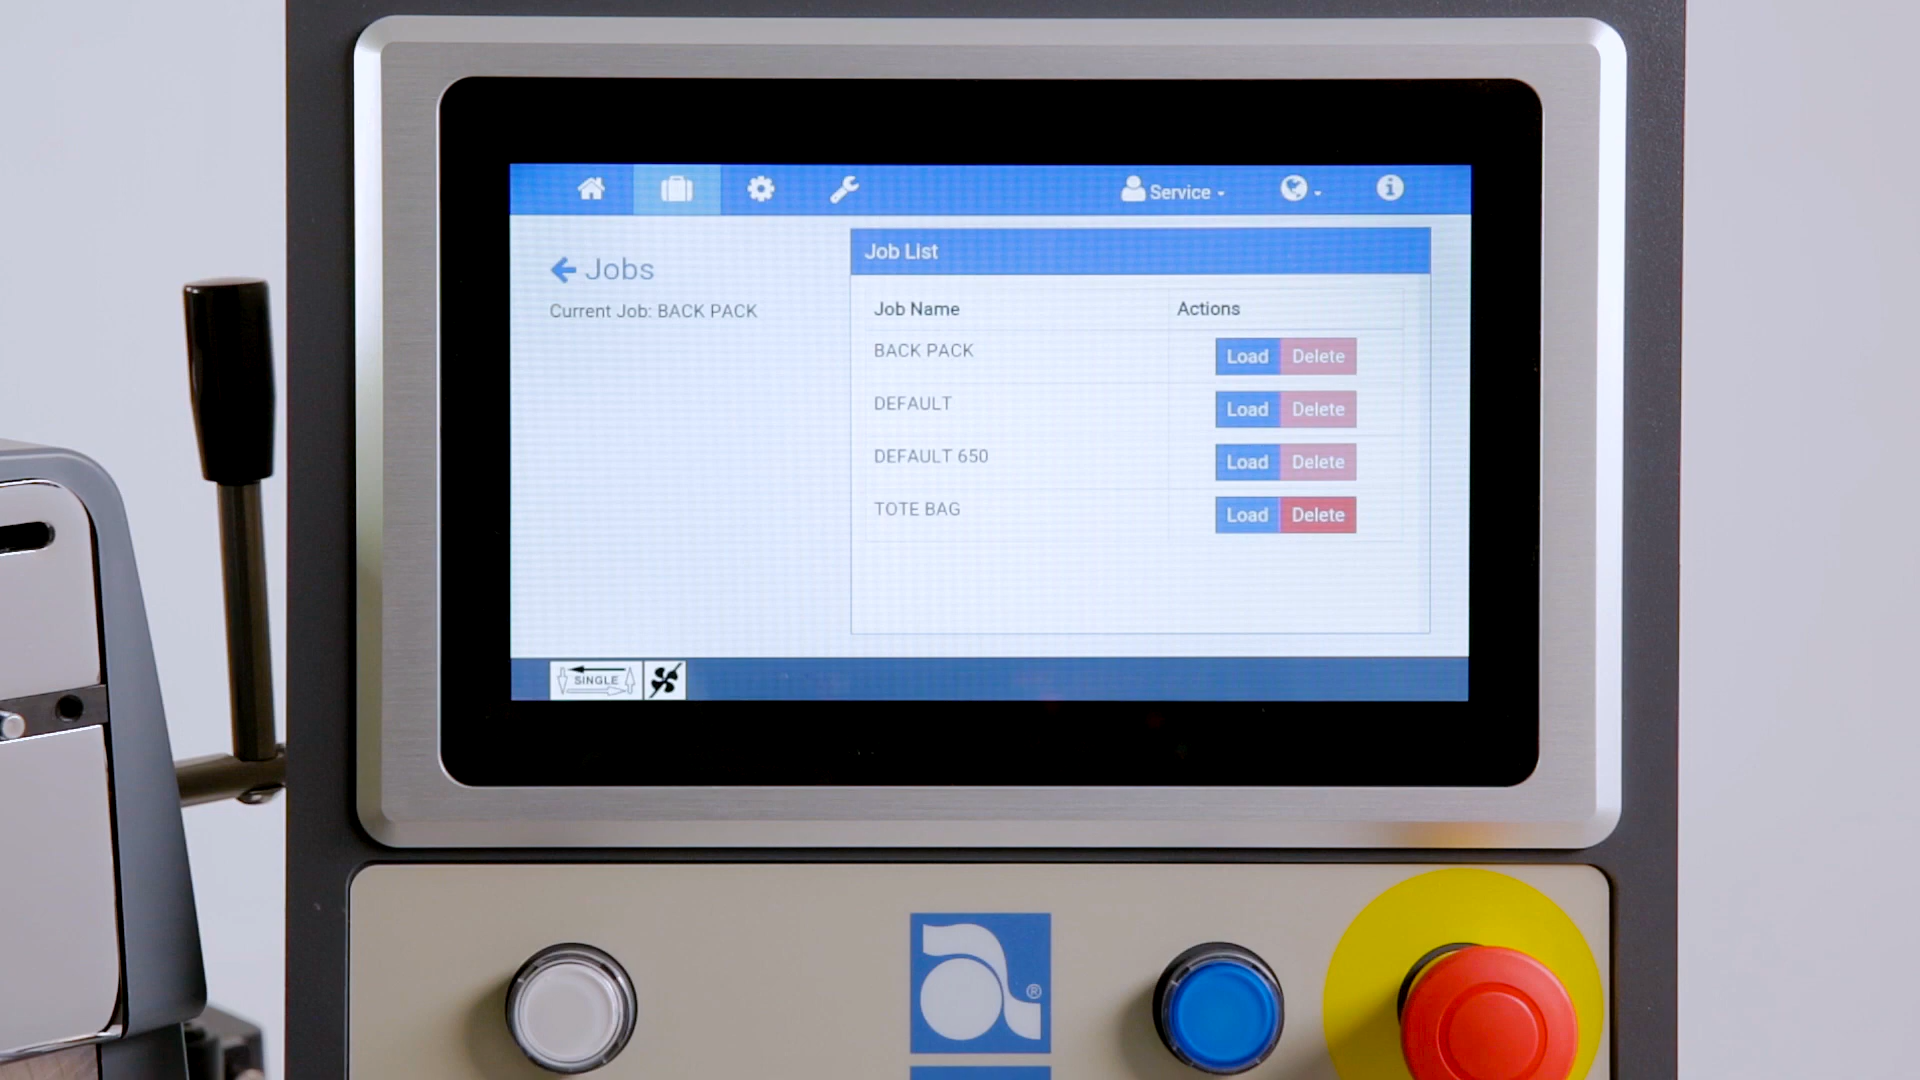 Service
Jobs
Current Job: BACK PACK
Job List
Job Name Actions
BACK PACK Load Delete
DEFAULT Load Delete
DEFAULT 650 Load Delete
TOTE BAG Load Delete
SINGLE
®